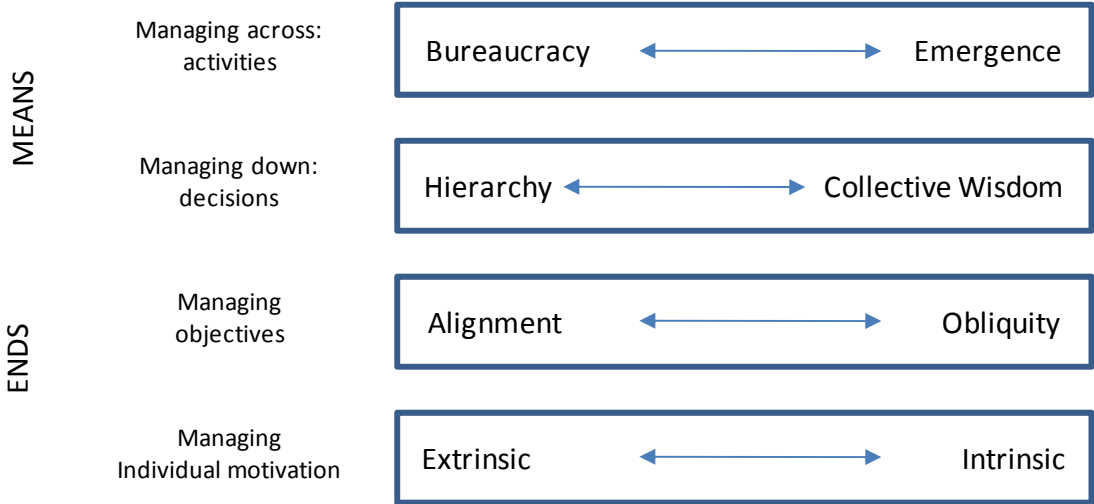 MEANS
Managing across:
activities
Bureaucracy
Emergence
Managing down:
decisions
Hierarchy
Collective Wisdom
ENDS
Managing
objectives
Alignment
Obliquity
Managing
Individual motivation
Extrinsic
Intrinsic